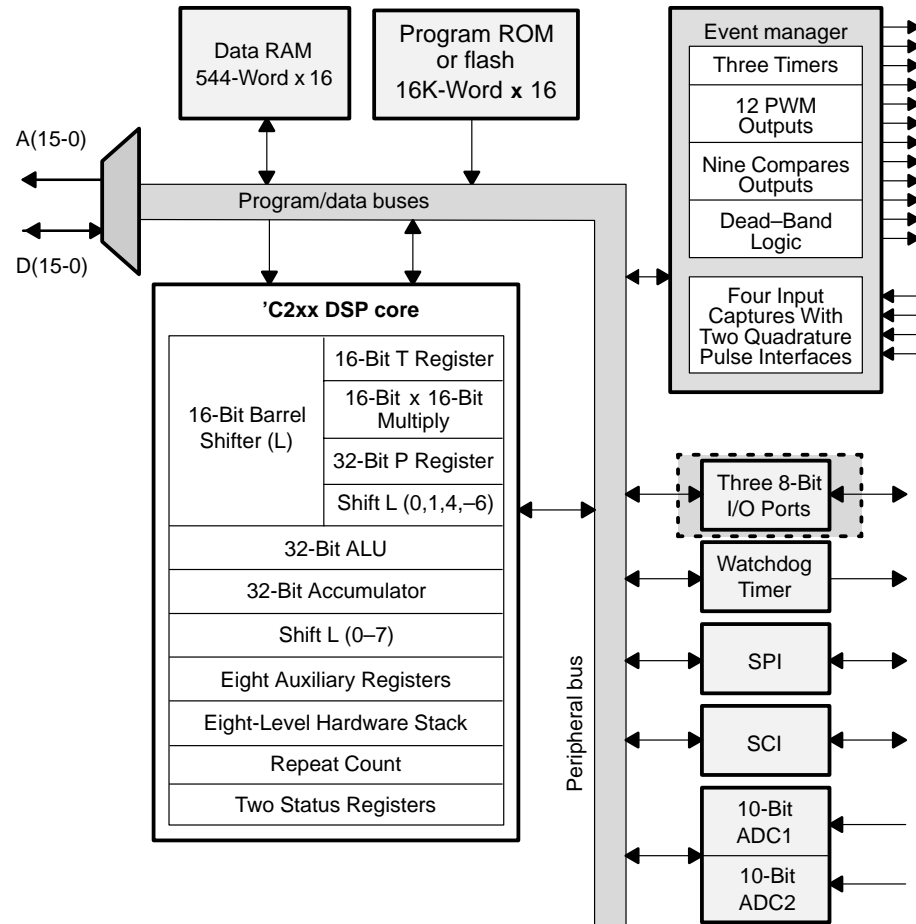 Data RAM
544-Word x 16
Program ROM
or flash
16K-Word x 16
Event manager
Three Timers
12 PWM
Outputs
Nine Compares
Outputs
Dead–Band
Logic
Four Input
Captures With
Two Quadrature
Pulse Interfaces
A(15-0)
D(15-0)
Program/data buses
’C2xx DSP core
16-Bit Barrel
Shifter (L)
16-Bit T Register
16-Bit x 16-Bit
Multiply
32-Bit P Register
Shift L (0,1,4,–6)
32-Bit ALU
32-Bit Accumulator
Shift L (0–7)
Eight Auxiliary Registers
Eight-Level Hardware Stack
Repeat Count
Two Status Registers
Peripheral bus
Three 8-Bit
I/O Ports
Watchdog
Timer
SPI
SCI
10-Bit
ADC1
10-Bit
ADC2